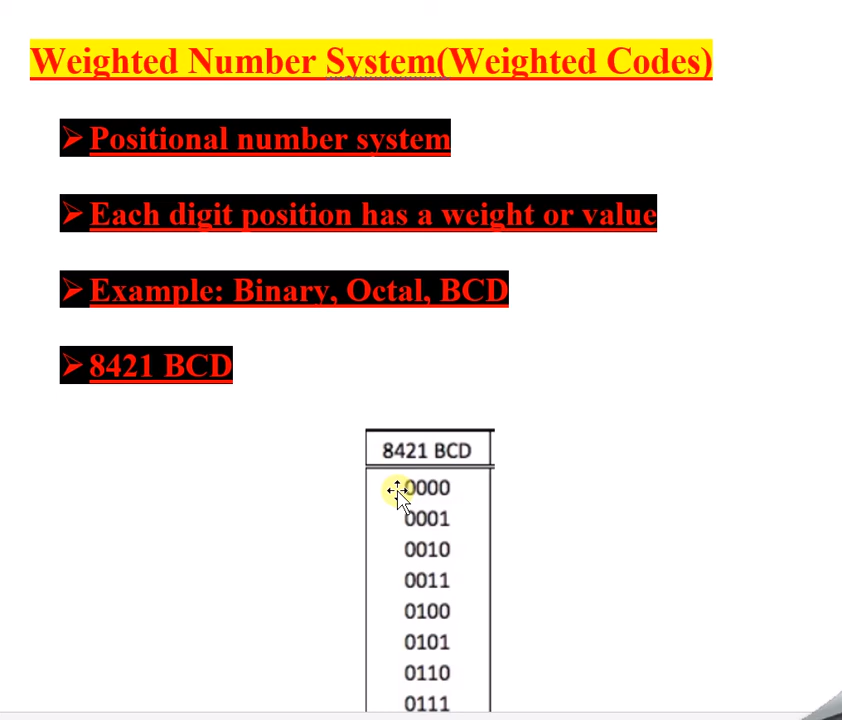 Weighted Number System(Weighted Codes)
➢ Positional number system
➢ Each digit position has a weight or value
➢ Example: Binary, Octal, BCD
➢ 8421 BCD
8421 BCD
0000
0001
0010
0011
0100
0101
0110
0111